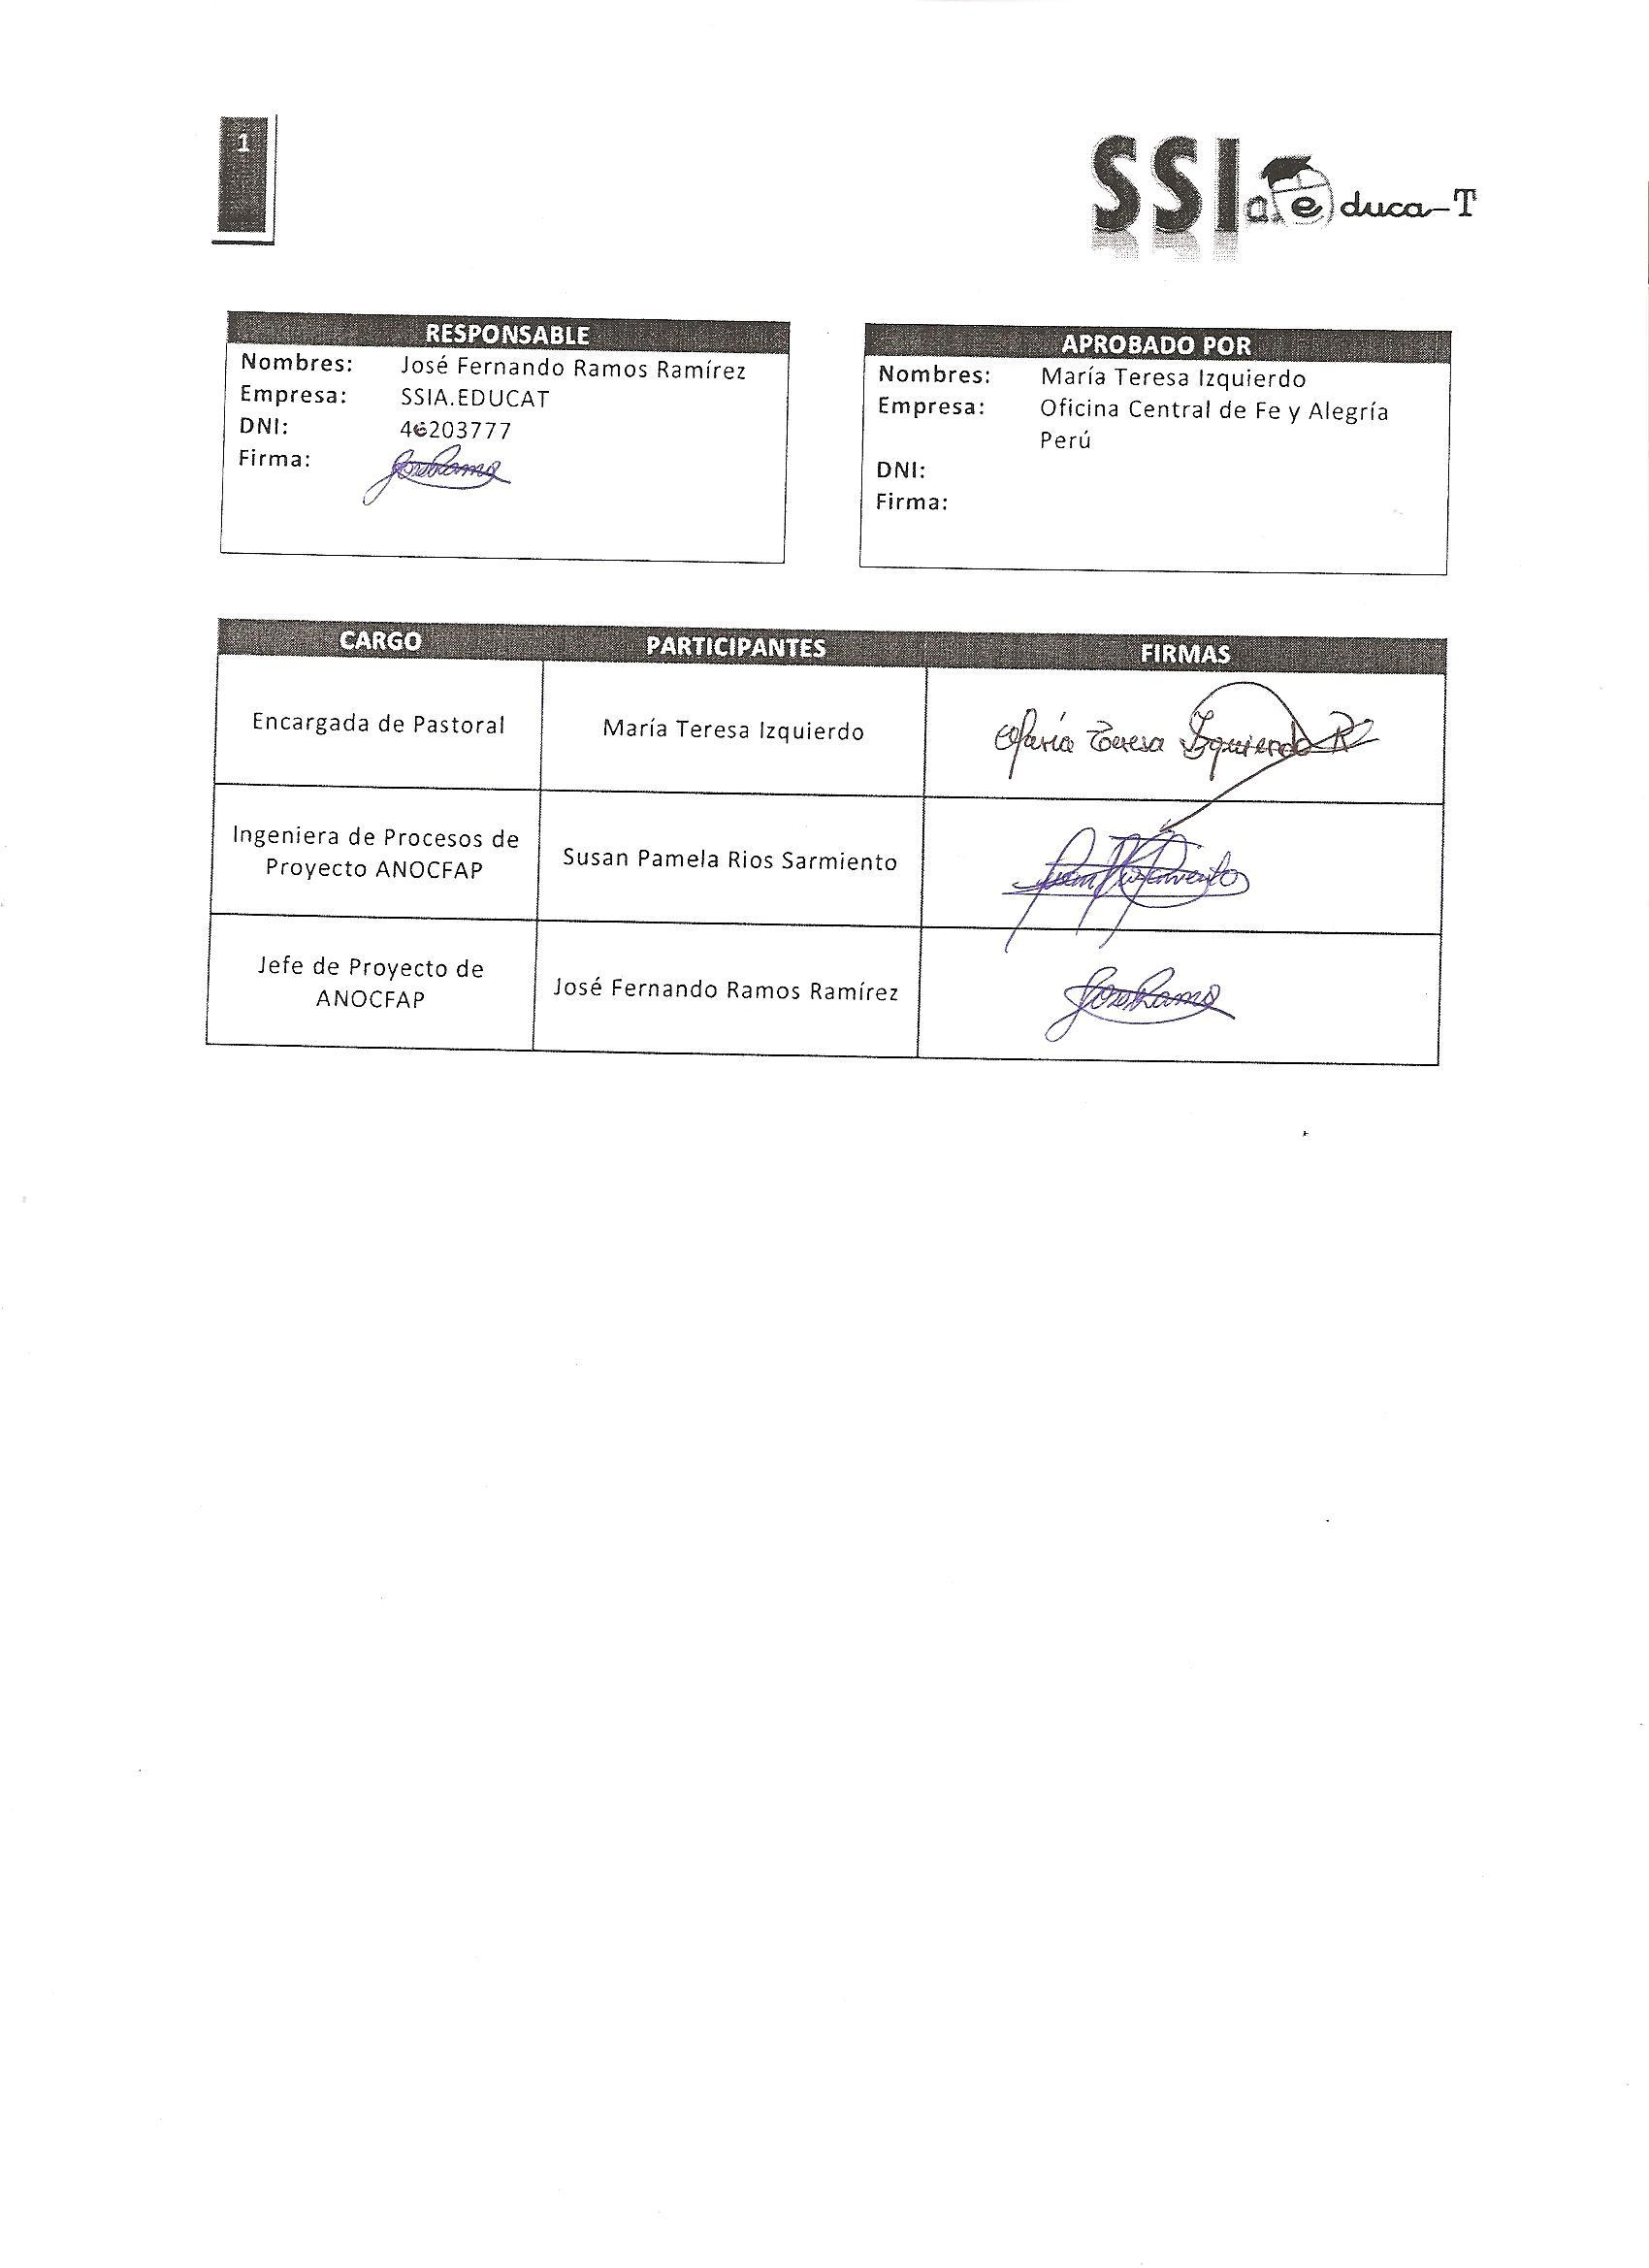 1
SSIa.educa-T
RESPONSABLE
Nombres: José Fernando Ramos Ramírez
Empresa: SSIA.EDUCAT
DNI: 46203777
Firma:
APROBADO POR
Nombres: María Teresa Izquierdo
Empresa: Oficina Central de Fe y Alegría
Perú
DNI:
Firma:
CARGO PARTICIPANTES FIRMAS
Encargada de Pastoral María Teresa Izquierdo María Teresa Izquierdo R
Ingeniera de Procesos de
Proyecto ANOCFAP Susan Pamela Rios Sarmiento
Jefe de Proyecto de
ANOCFAP José Fernando Ramos Ramírez